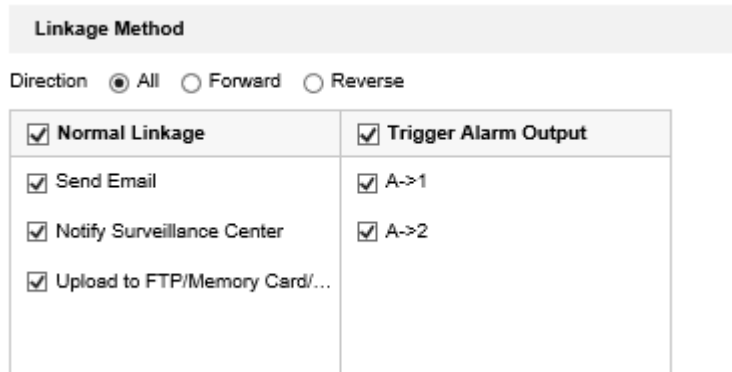 Linkage Method
Direction All Forward Reverse
Normal Linkage Trigger Alarm Output
Send Email A->1
Notify Surveillance Center A->2
Upload to FTP/Memory Card/...